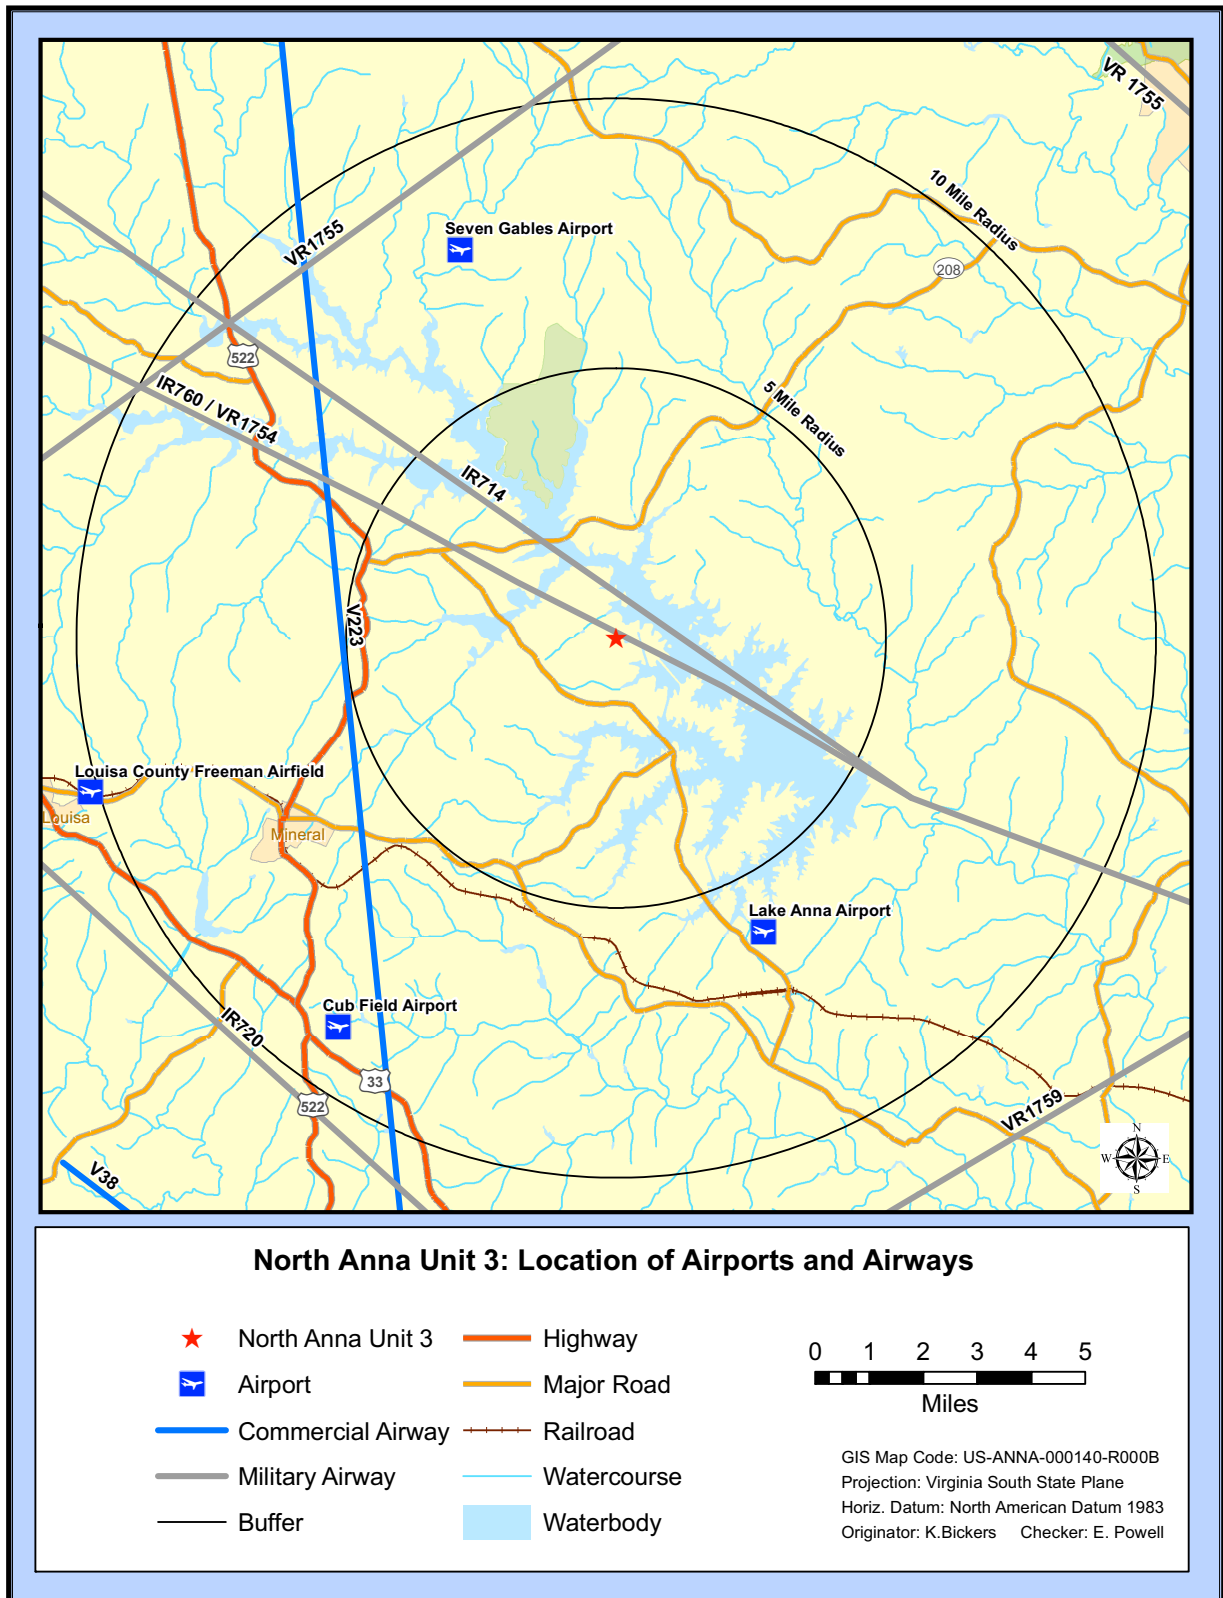 VR 1755
10 Mile Radius
VR1755
Seven Gables Airport
208
522
5 Mile Radius
IR760 / VR1754
IR714
V223
Louisa County Freeman Airfield
Louisa
Mineral
Lake Anna Airport
Cub Field Airport
IR720
33
522
VR1759
V38
N
W E
S
North Anna Unit 3: Location of Airports and Airways
North Anna Unit 3
Airport
Commercial Airway
Military Airway
Buffer
Highway
Major Road
Railroad
Watercourse
Waterbody
0 1 2 3 4 5
Miles
GIS Map Code: US-ANNA-000140-R000B
Projection: Virginia South State Plane
Horiz. Datum: North American Datum 1983
Originator: K.Bickers Checker: E. Powell